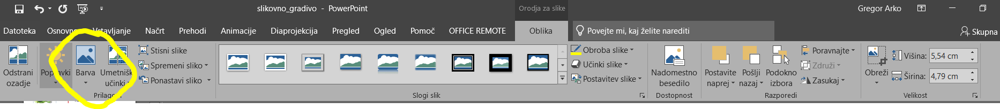 slikovno_gradivo - PowerPoint
Orodja za slike
Gregor Arko
Datoteka
Vstavljanje
Načrt
Prehodi
Animacije
Diaprojekcija
Pregled
Ogled
Pomoč
OFFICE REMOTE
Oblika
Povejte mi, kaj želite narediti
Skupna
Odstrani
ozadje
Popravki
Barva
učinki
Stisni slike
Spremeni sliko
Ponastavi sliko
Prilagodi
Obroba slike
Učinki slike
Postavitev slike
Slogi slik
Nadomestno
besedilo
Dostopnost
Postavite
naprej
Pošlji
nazaj
Podokno
izbora
Poravnajte
Združi
Zasukaj
Razporedi
Obreži
Višina: 5,54 cm
Širina: 4,79 cm
Velikost